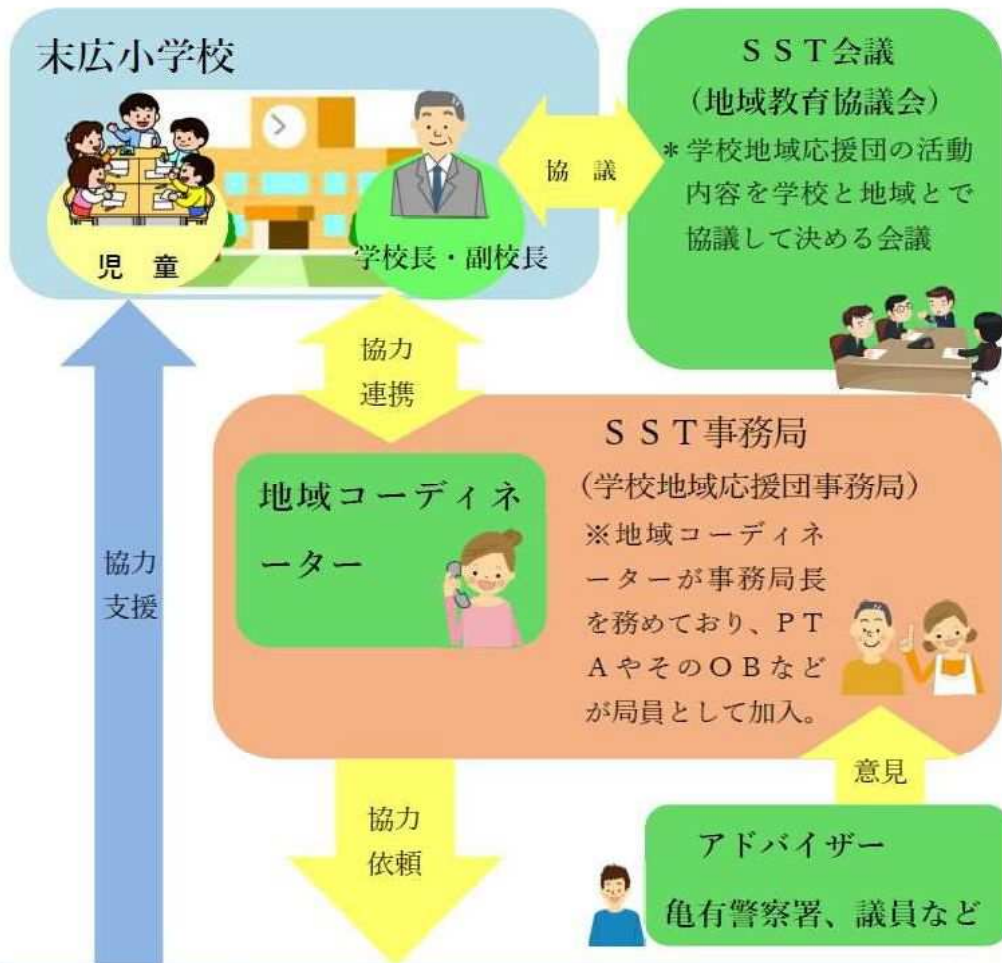 末広小学校
児 童
学校長・副校長
協 議
ＳＳＴ会議
（地域教育協議会）
＊学校地域応援団の活動
内容を学校と地域とで
協議して決める会議
協力
連携
ＳＳＴ事務局
（学校地域応援団事務局）
※地域コーディネ
ーターが事務局長
を務めており、ＰＴ
ＡやそのＯＢなど
が局員として加入。
地域コーディネ
ーター
協力
支援
協力
依頼
意見
アドバイザー
亀有警察署、議員など